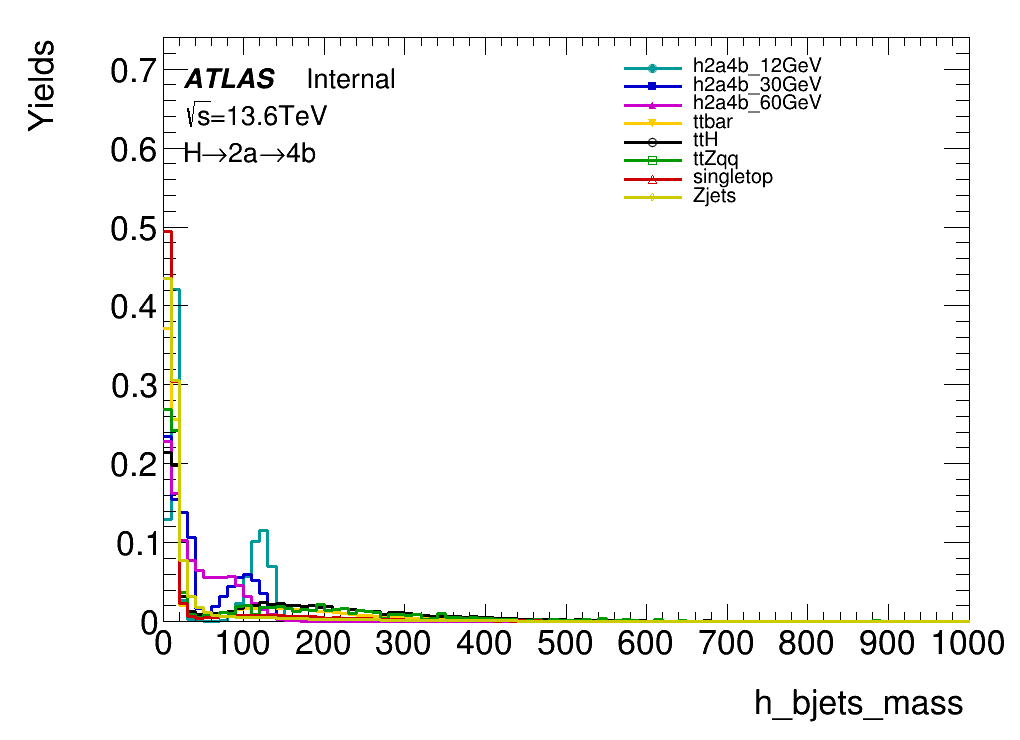 Yields
0.7
0.6
0.5
0.4
0.3
0.2
0.1
0
ATLAS Internal
√s=13.6TeV
H→2a→4b
h2a4b_12GeV
h2a4b_30GeV
h2a4b_60GeV
ttbar
ttH
ttZqq
singletop
Zjets
0 100 200 300 400 500 600 700 800 900 1000
h_bjets_mass